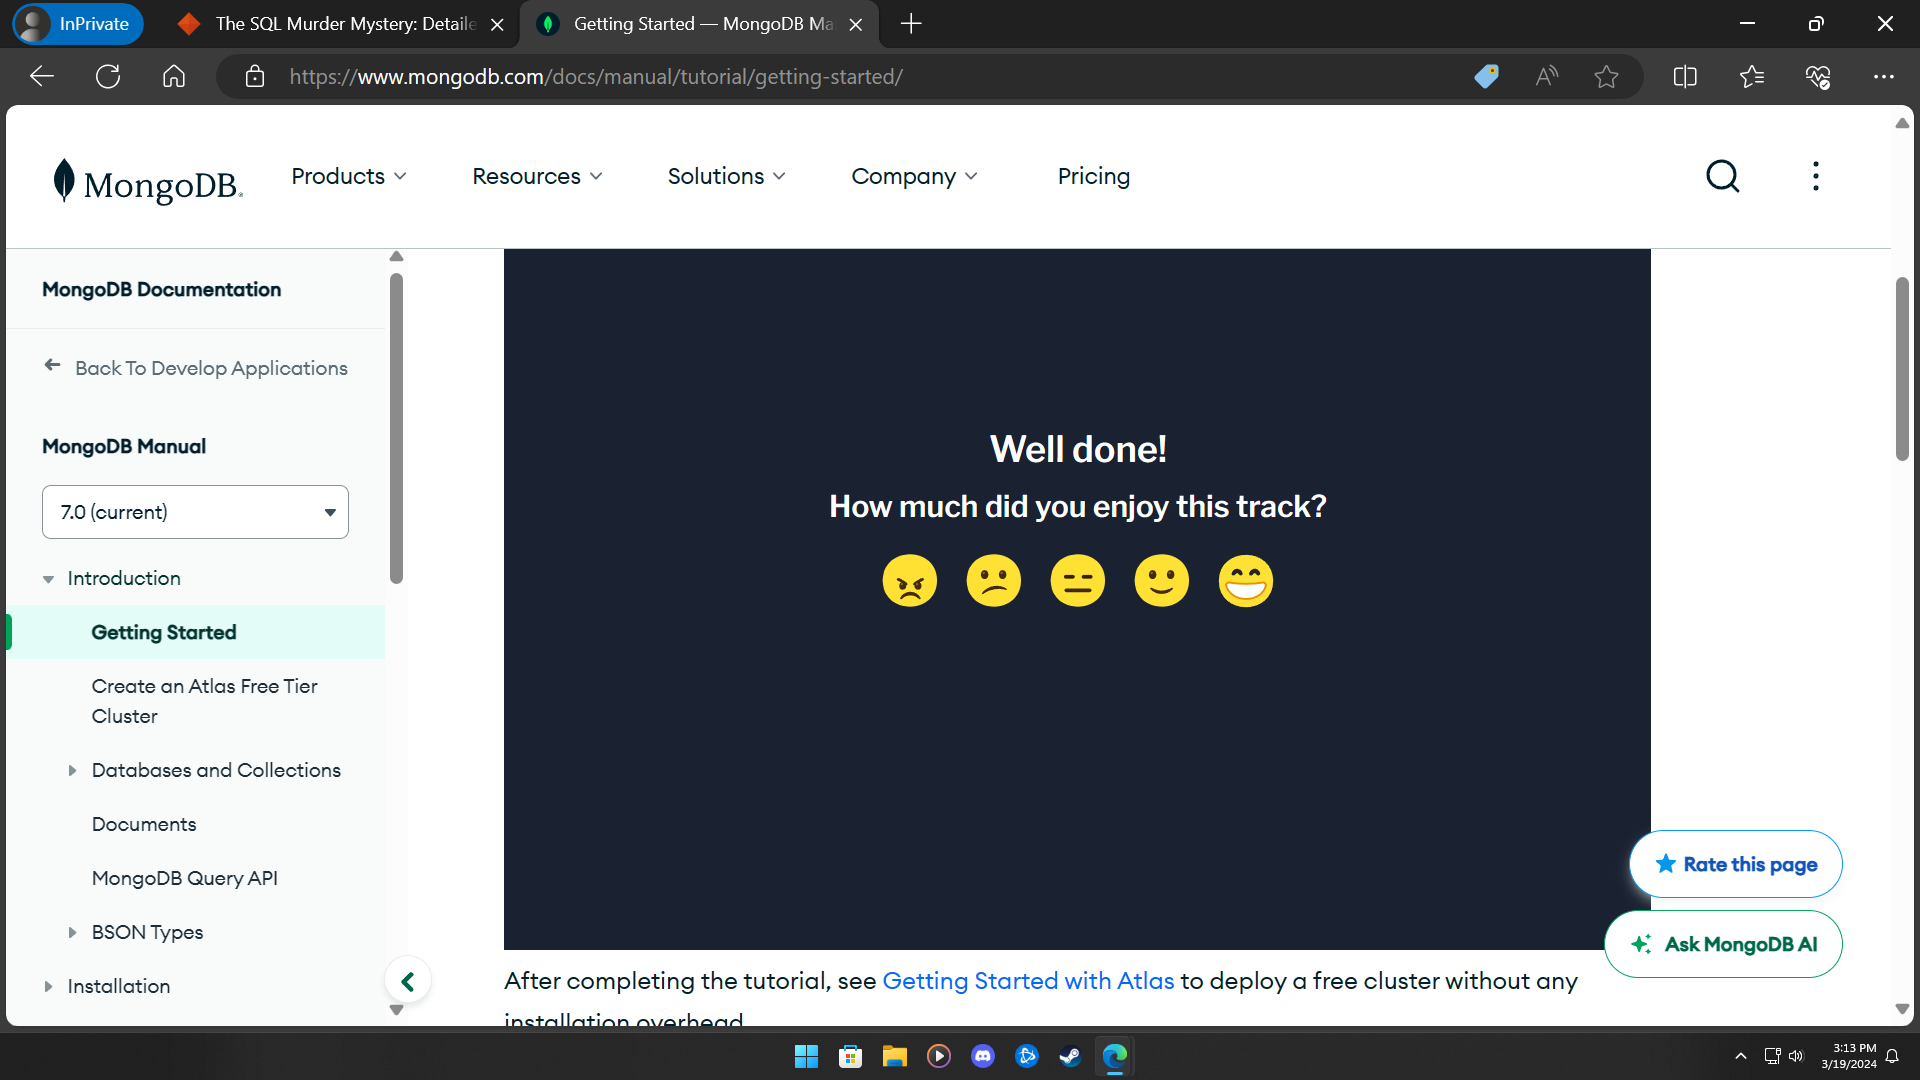 InPrivate
The SQL Murder Mystery: Detaile
Getting Started — MongoDB Ma
https://www.mongodb.com/docs/manual/tutorial/getting-started/
MongoDB
Products
Resources
Solutions
Company
Pricing
MongoDB Documentation
Back To Develop Applications
MongoDB Manual
7.0 (current)
Introduction
Getting Started
Create an Atlas Free Tier
Cluster
Databases and Collections
Documents
MongoDB Query API
BSON Types
Installation
Well done!
How much did you enjoy this track?
Rate this page
Ask MongoDB AI
After completing the tutorial, see Getting Started with Atlas to deploy a free cluster without any
installation overhead
3:13 PM
3/19/2024